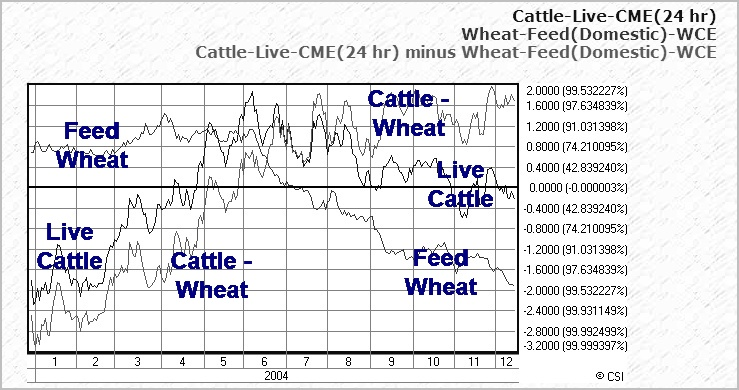 Cattle-Live-CME(24 hr)
Wheat-Feed(Domestic)-WCE
Cattle-Live-CME(24 hr) minus Wheat-Feed(Domestic)-WCE
Cattle -
Wheat
Feed
Wheat
Live
Cattle
Live
Cattle
Cattle -
Wheat
Feed
Wheat
2.0000 (99.532227%)
1.6000 (97.634839%)
1.2000 (91.031398%)
0.8000 (74.210095%)
0.4000 (42.839240%)
0.0000 (-0.000003%)
-0.4000 (42.839240%)
-0.8000 (74.210095%)
-1.2000 (91.031398%)
-1.6000 (97.634839%)
-2.0000 (99.532227%)
-2.4000 (99.931149%)
-2.8000 (99.992499%)
-3.2000 (99.999397%)
1 2 3 4 5 6 7 8 9 10 11 12
2004
© CSI